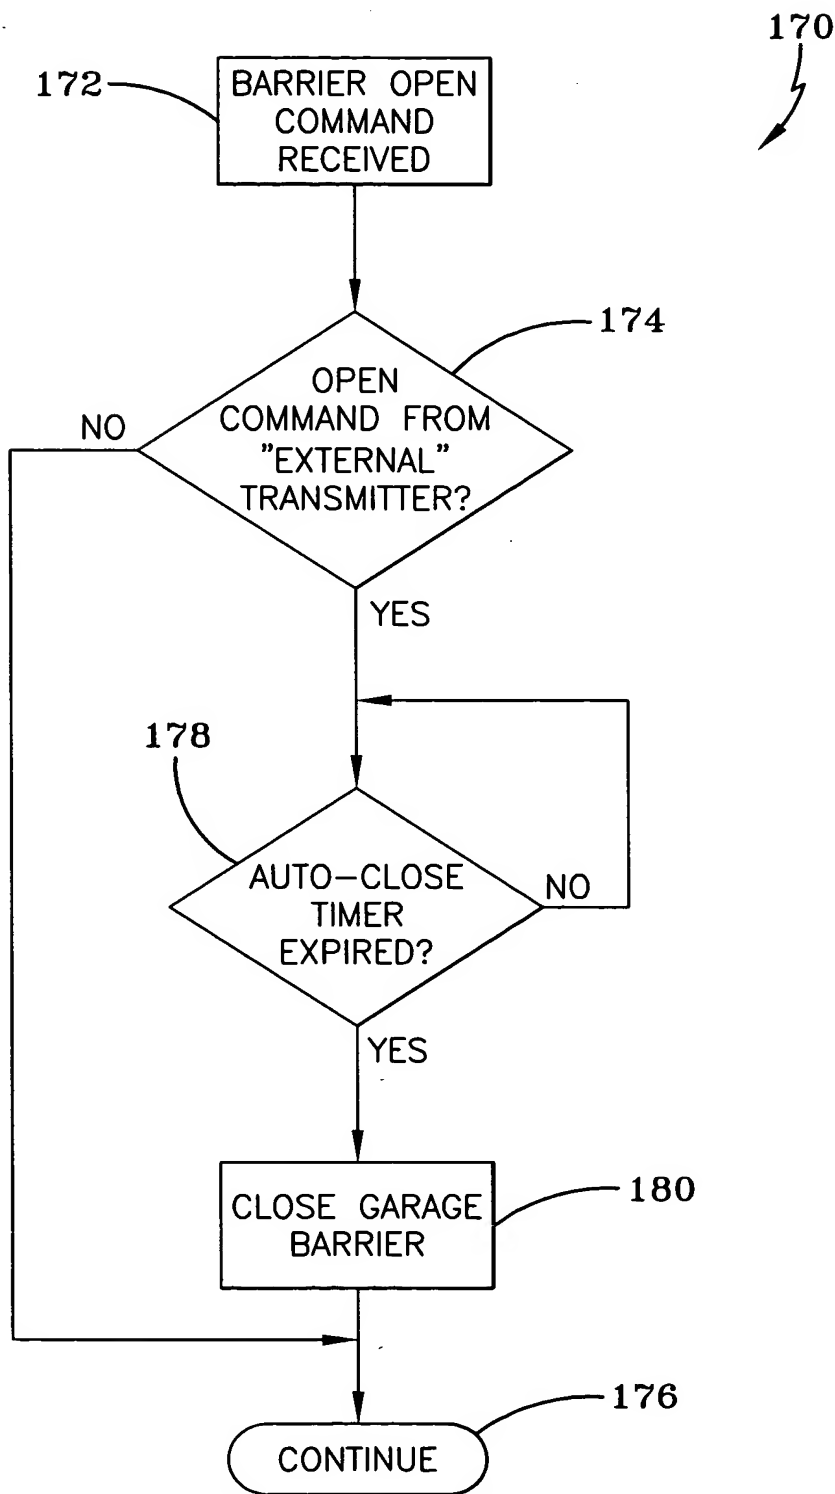 170
172
BARRIER OPEN
COMMAND
RECEIVED
174
OPEN
COMMAND FROM
"EXTERNAL"
TRANSMITTER?
NO
YES
178
AUTO-CLOSE
TIMER
EXPIRED?
NO
YES
CLOSE GARAGE
BARRIER
180
176
CONTINUE